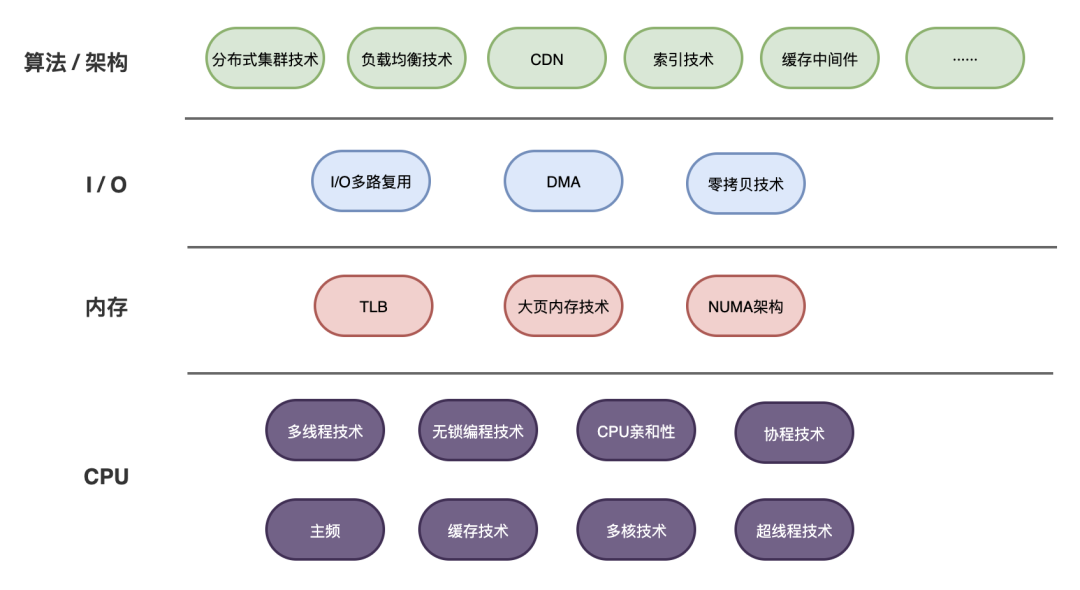 算法 / 架构
分布式集群技术
负载均衡技术
CDN
索引技术
缓存中间件
······
I / O
I/O多路复用
DMA
零拷贝技术
内存
TLB
大页内存技术
NUMA架构
CPU
多线程技术
无锁编程技术
CPU亲和性
协程技术
主频
缓存技术
多核技术
超线程技术